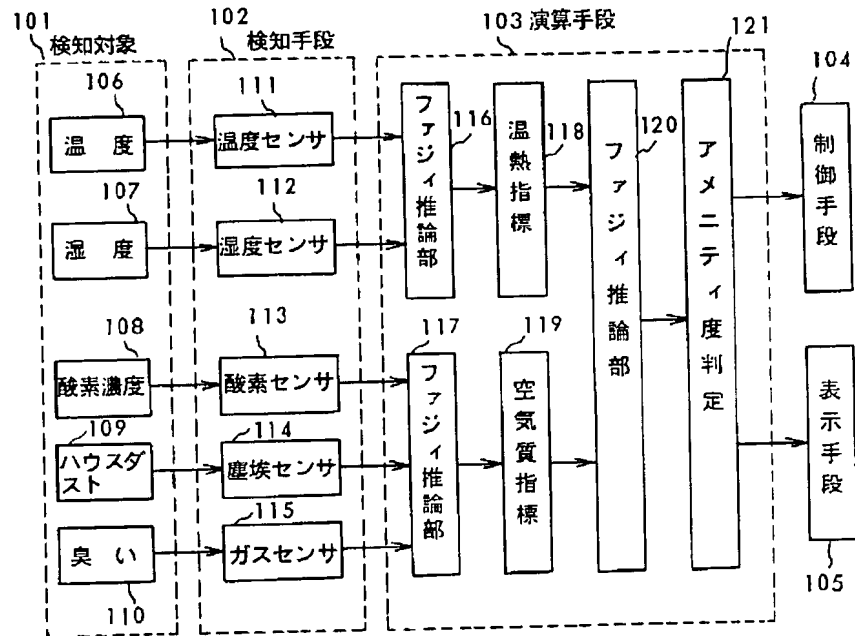 101 検知対象
102 検知手段
103 演算手段
106
温度
107
湿度
108
酸素濃度
109
ハウスダスト
臭い
110
111
温度センサ
112
湿度センサ
113
酸素センサ
114
塵埃センサ
115
ガスセンサ
ファジィ推論部
116
温熱指標
118
117
ファジィ推論部
119
空気質指標
ファジィ推論部
120
121
アメニティ度判定
104
制御手段
表示手段
105